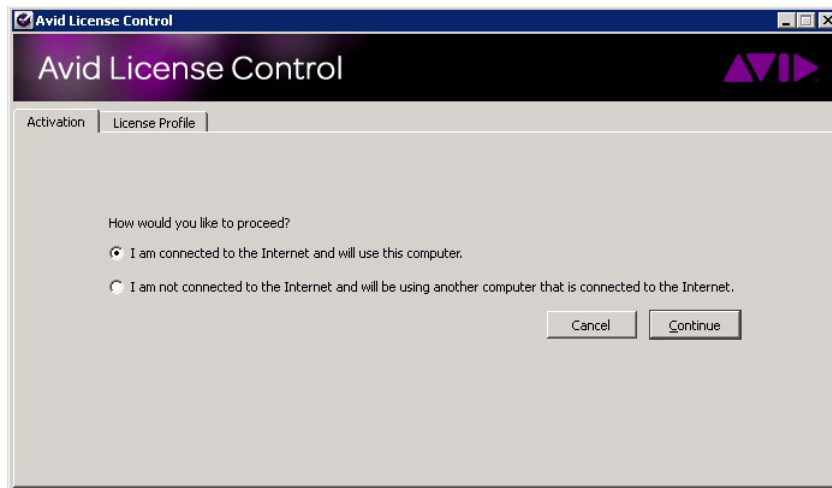 Avid License Control
Avid License Control
AVID
Activation
License Profile
How would you like to proceed?
I am connected to the Internet and will use this computer.
I am not connected to the Internet and will be using another computer that is connected to the Internet.
Cancel
Continue